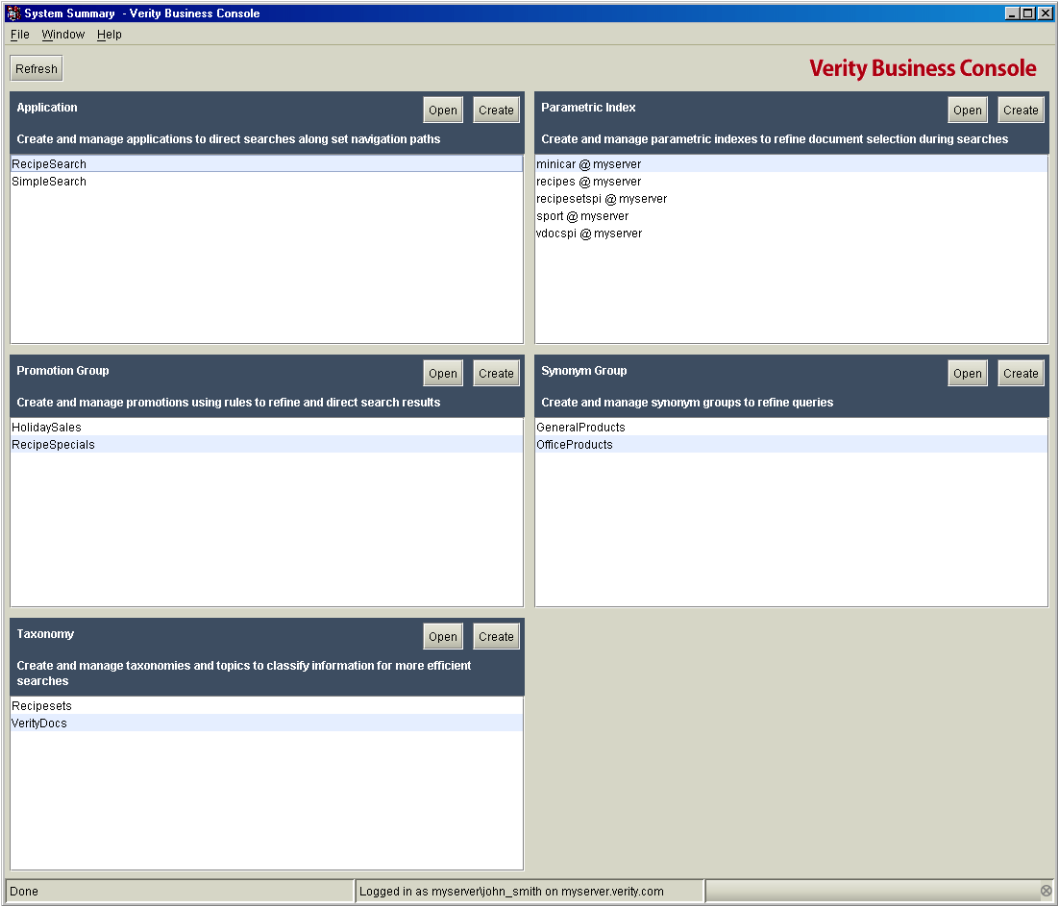 System Summary - Verity Business Console
File Window Help
Refresh
Verity Business Console
Application
Open Create
Create and manage applications to direct searches along set navigation paths
RecipeSearch
SimpleSearch
Parametric Index
Open Create
Create and manage parametric indexes to refine document selection during searches
minicar @ myserver
recipes @ myserver
recipesetspi @ myserver
sport @ myserver
vdocspi @ myserver
Promotion Group
Open Create
Create and manage promotions using rules to refine and direct search results
HolidaySales
RecipeSpecials
Synonym Group
Open Create
Create and manage synonym groups to refine queries
GeneralProducts
OfficeProducts
Taxonomy
Open Create
Create and manage taxonomies and topics to classify information for more efficient
searches
Recipesets
VerityDocs
Done
Logged in as myserver\john_smith on myserver.verity.com